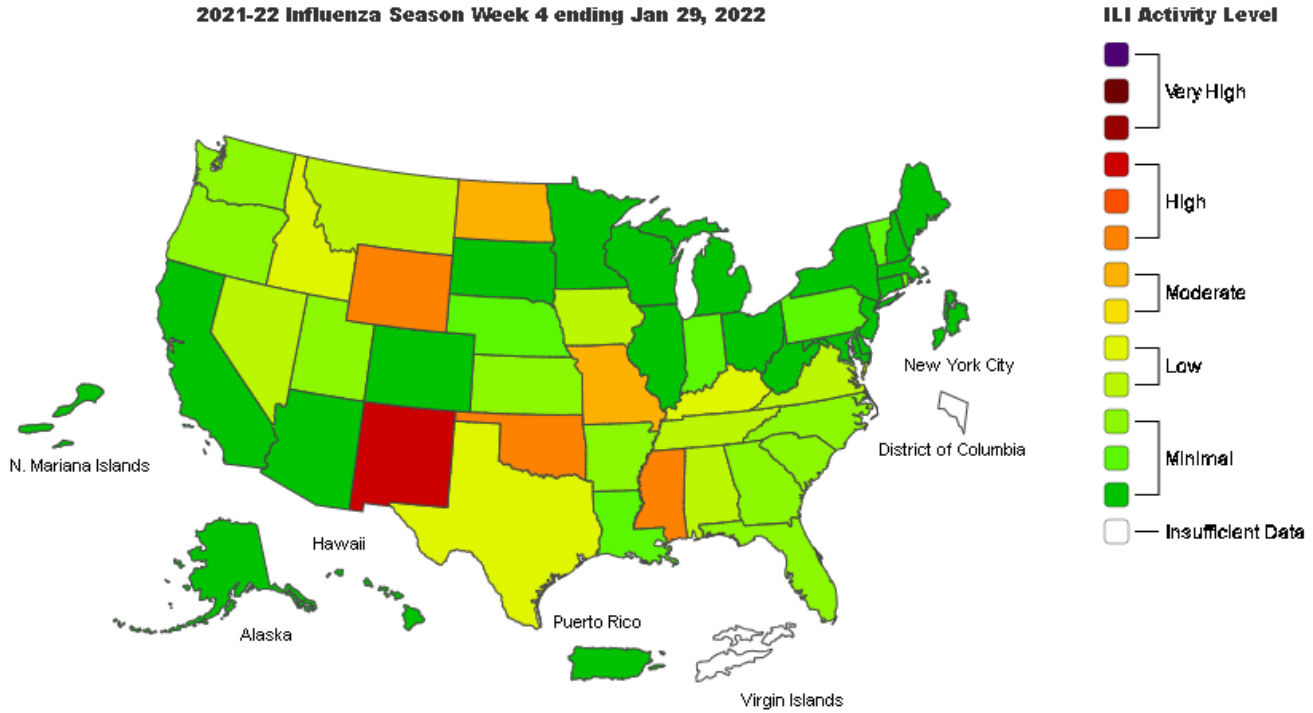 2021-22 Influenza Season Week 4 ending Jan 29, 2022
ILI Activity Level
Very High
High
Moderate
Low
Minimal
Insufficient Data
New York City
District of Columbia
N. Mariana Islands
Hawaii
Alaska
Puerto Rico
Virgin Islands